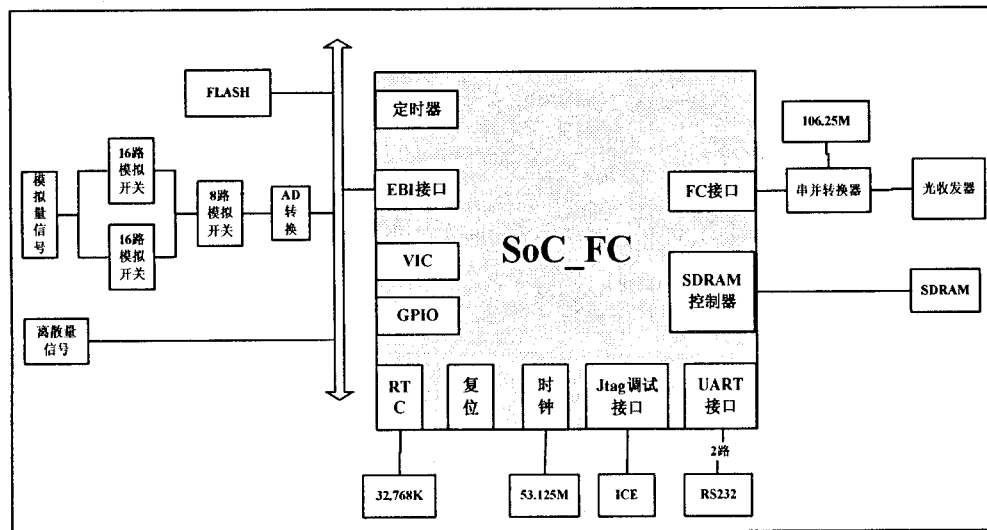 FLASH
模拟量信号
16路
模拟
开关
16路
模拟
开关
8路
模拟
开关
AD
转
换
离散量
信号
定时器
EBI接口
VIC
GPIO
SoC_FC
FC接口
SDRAM
控制器
106.25M
串并转换器
光收发器
SDRAM
RT
C
复
位
时
钟
Jtag调试
接口
UART
接口
2路
32.768K
53.125M
ICE
RS232